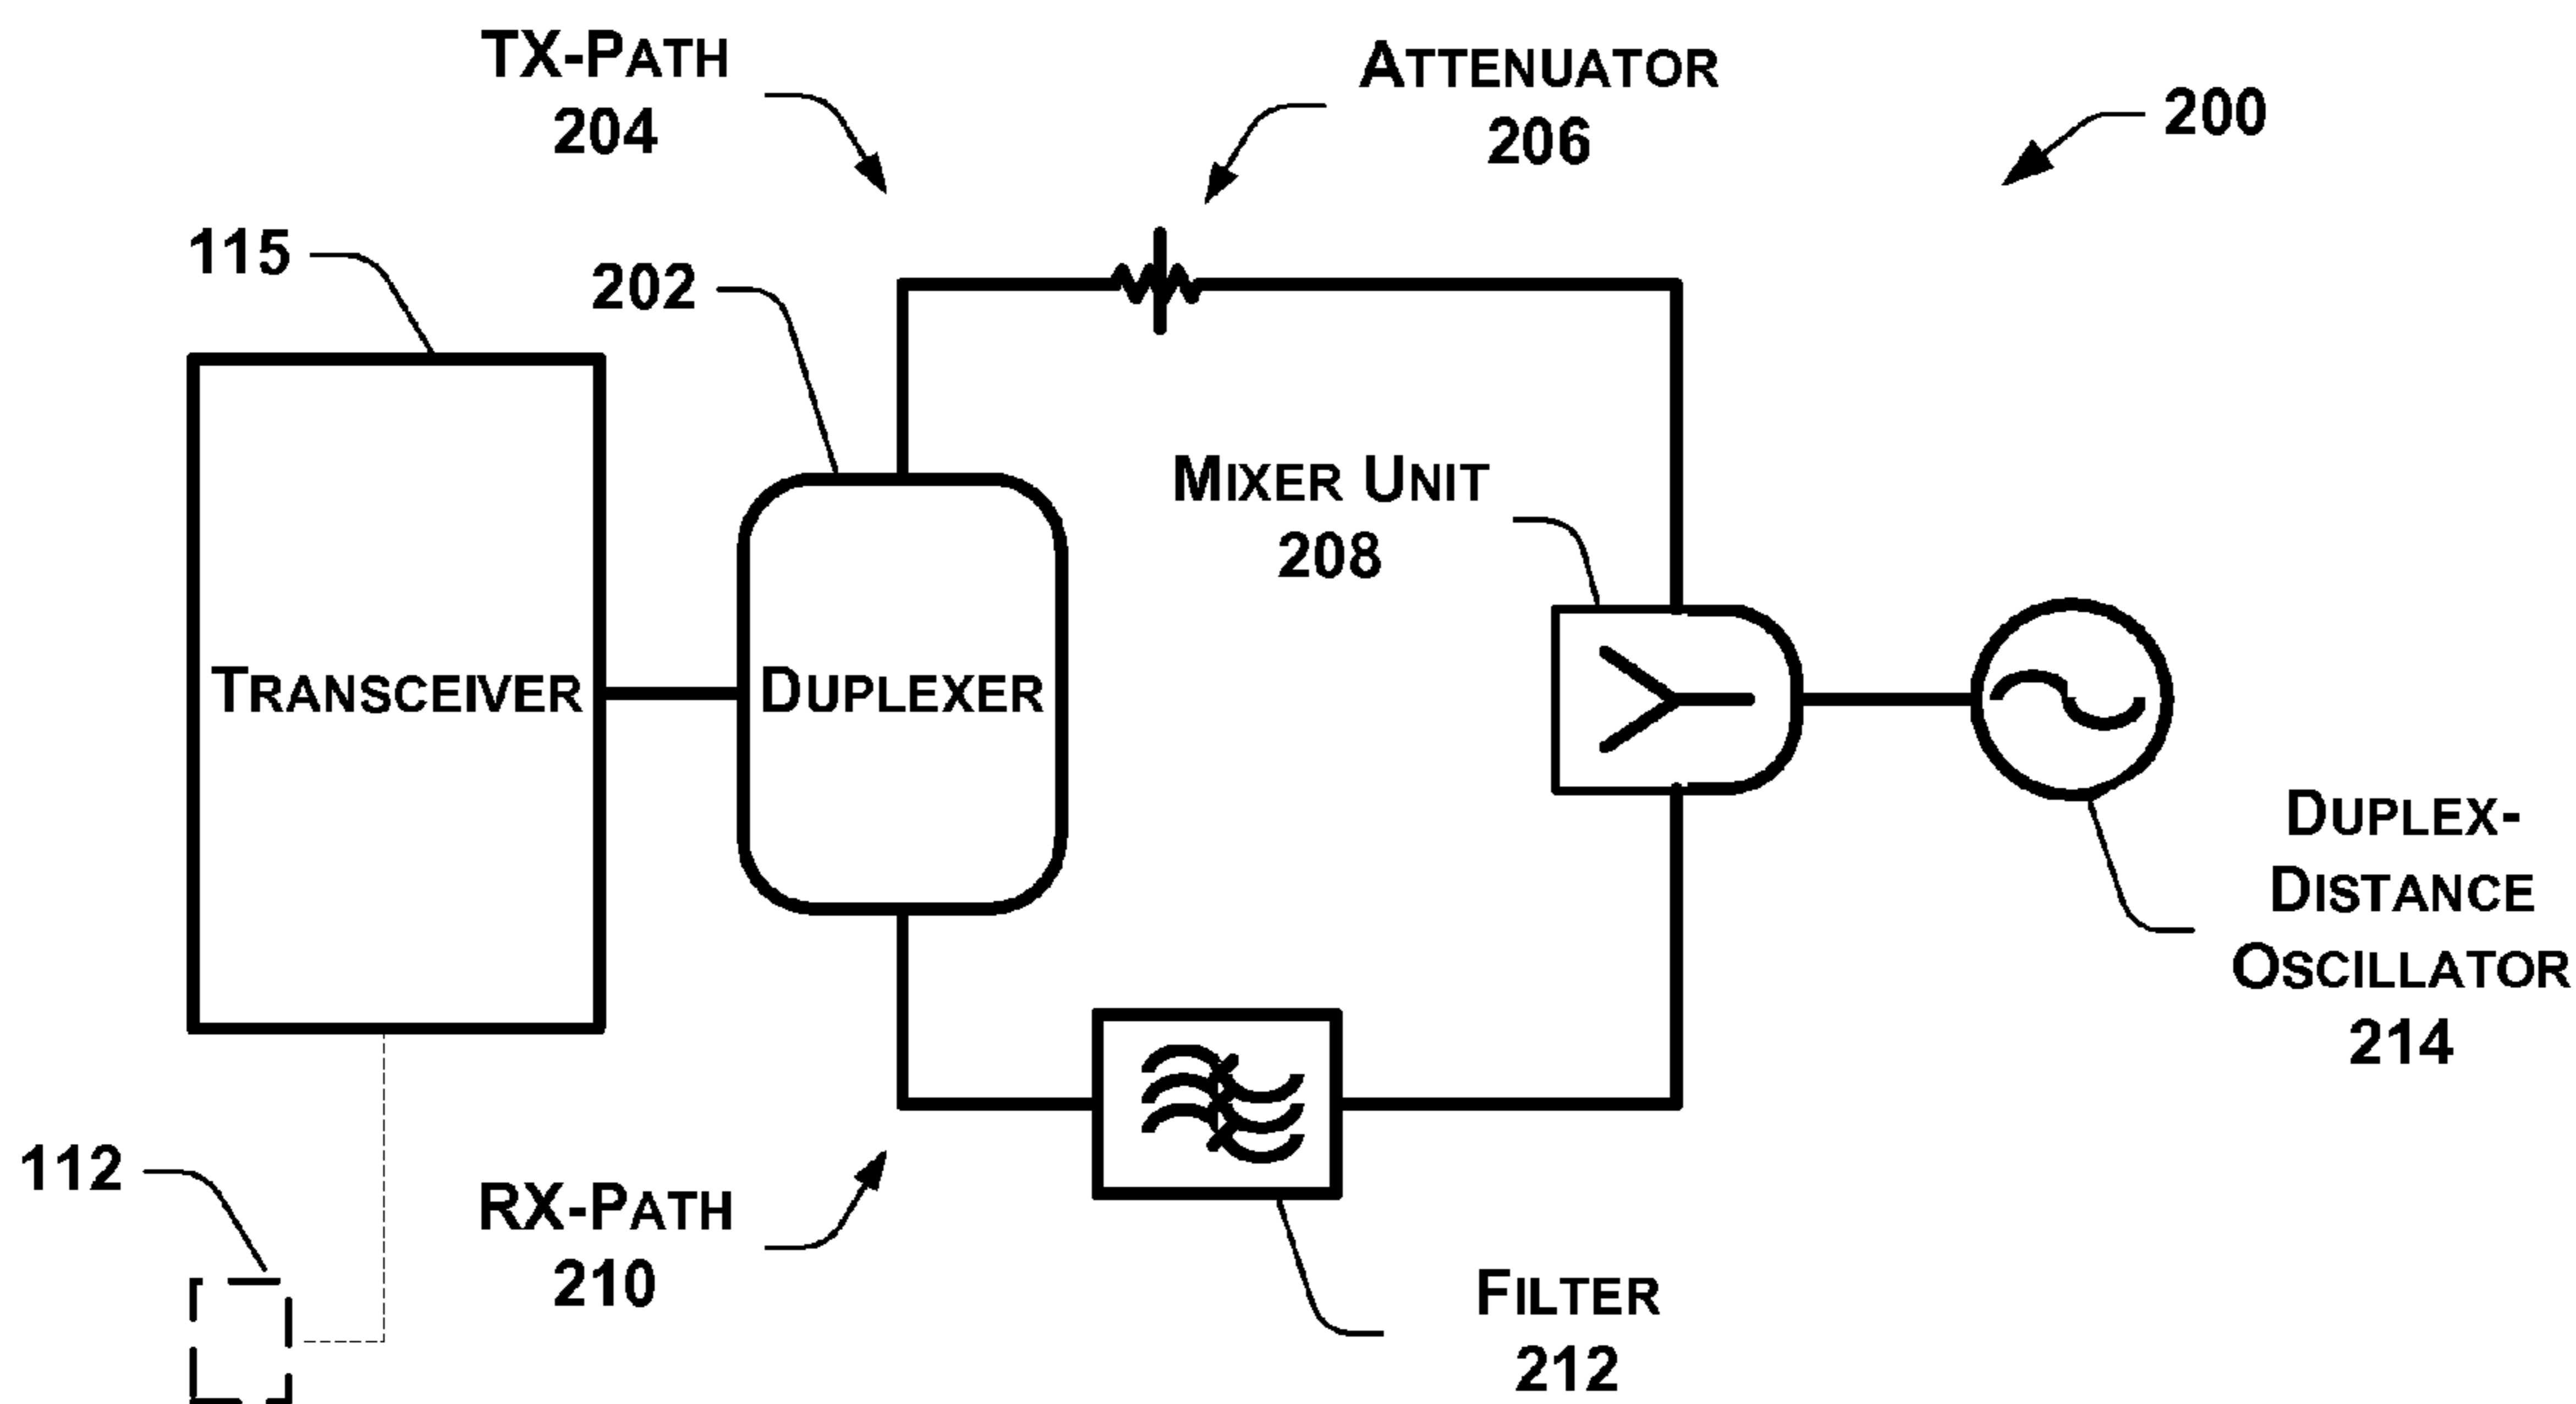 TX-PATH
204
ATTENUATOR
206
200
115
202
MIXER UNIT
208
TRANSCEIVER
DUPLEXER
DUPLEX-
DISTANCE
OSCILLATOR
214
112
RX-PATH
210
FILTER
212